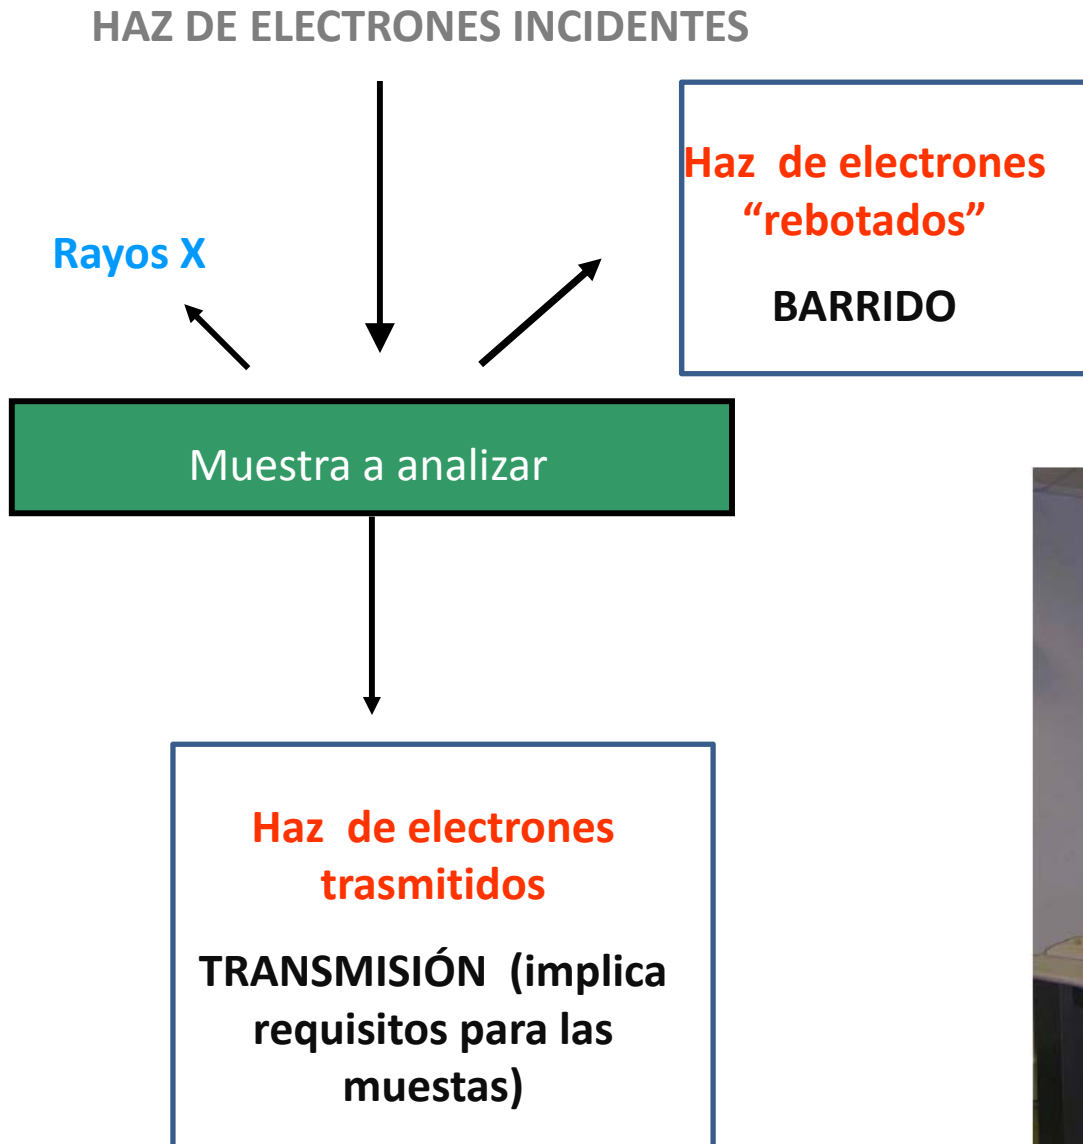 HAZ DE ELECTRONES INCIDENTES
Haz de electrones
“rebotados”
BARRIDO
Rayos X
Muestra a analizar
Haz de electrones
trasmitidos
TRANSMISIÓN (implica
requisitos para las
muestas)